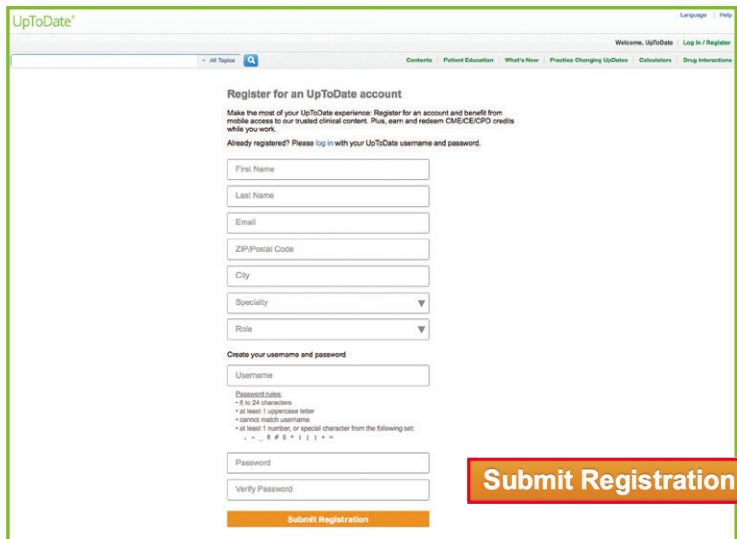 UpToDate®
Language | Help
Welcome, UpToDate | Log In / Register
All Topics
Contents | Patient Education | What's New | Practice Changing UpDates | Calculators | Drug Interactions
Register for an UpToDate account
Make the most of your UpToDate experience: Register for an account and benefit from
mobile access to our trusted clinical content. Plus, earn and redeem CME/CE/CPD credits
while you work.
Already registered? Please log in with your UpToDate username and password.
First Name
Last Name
Email
ZIP/Postal Code
City
Specialty
Role
Create your username and password
Username
Password rules:
• 8 to 24 characters
• at least 1 uppercase letter
• cannot match username
• at least 1 number, or special character from the following set:
Password
Verify Password
Submit Registration
Submit Registration